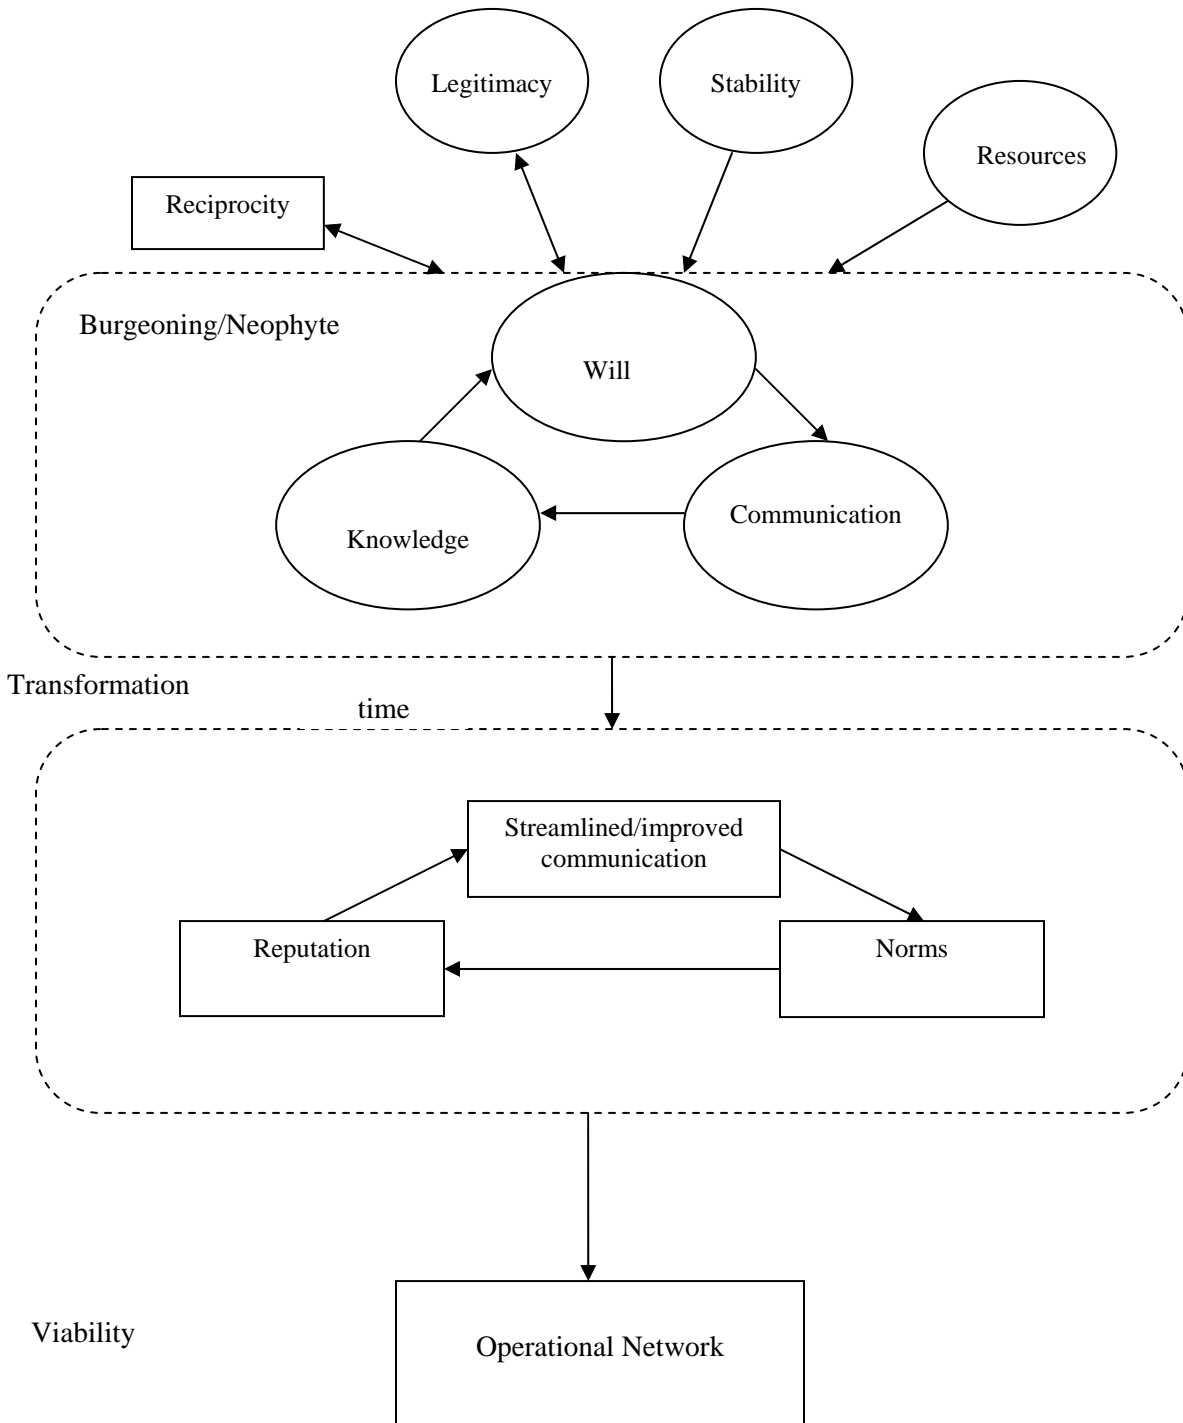 Legitimacy
Stability
Resources
Reciprocity
Burgeoning/Neophyte
Will
Communication
Knowledge
Transformation
time
Streamlined/improved
communication
Reputation
Norms
Viability
Operational Network